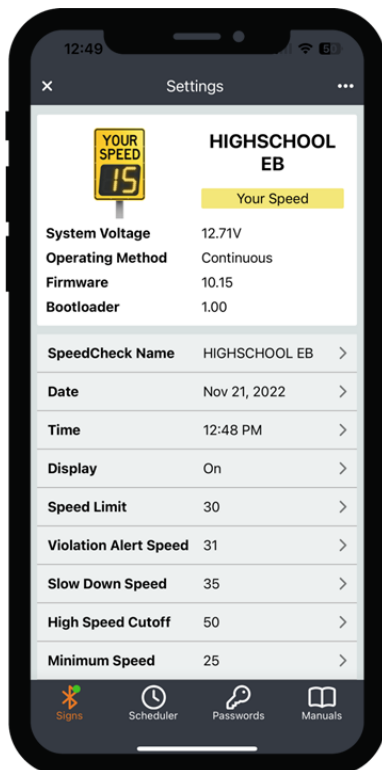 12:49
Settings
YOUR
SPEED
15
HIGHSCHOOL
EB
Your Speed
System Voltage 12.71V
Operating Method Continuous
Firmware 10.15
Bootloader 1.00
SpeedCheck Name HIGHSCHOOL EB
Date Nov 21, 2022
Time 12:48 PM
Display On
Speed Limit 30
Violation Alert Speed 31
Slow Down Speed 35
High Speed Cutoff 50
Minimum Speed 25
Signs Scheduler Passwords Manuals